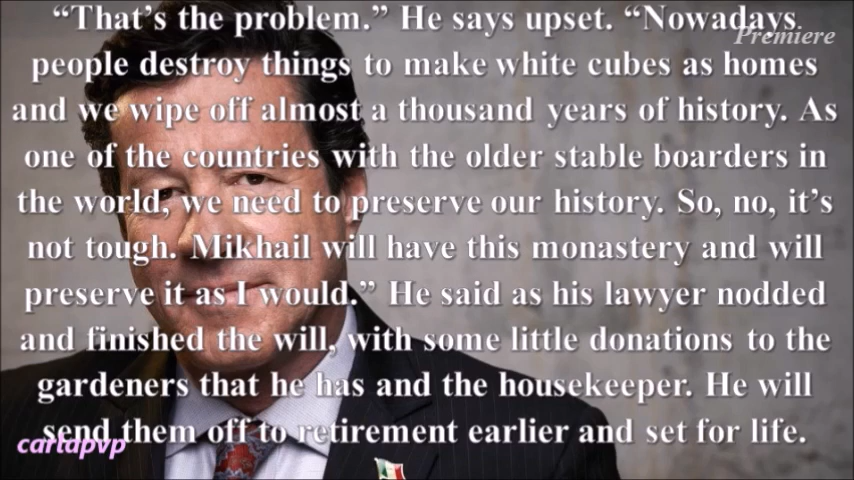 “That’s the problem.” He says upset. “Nowadays
Premiere
people destroy things to make white cubes as homes
and we wipe off almost a thousand years of history. As
one of the countries with the older stable boarders in
the world, we need to preserve our history. So, no, it’s
not tough. Mikhail will have this monastery and will
preserve it as I would.” He said as his lawyer nodded
and finished the will, with some little donations to the
gardeners that he has and the housekeeper. He will
send them off to retirement earlier and set for life.
carlapvp